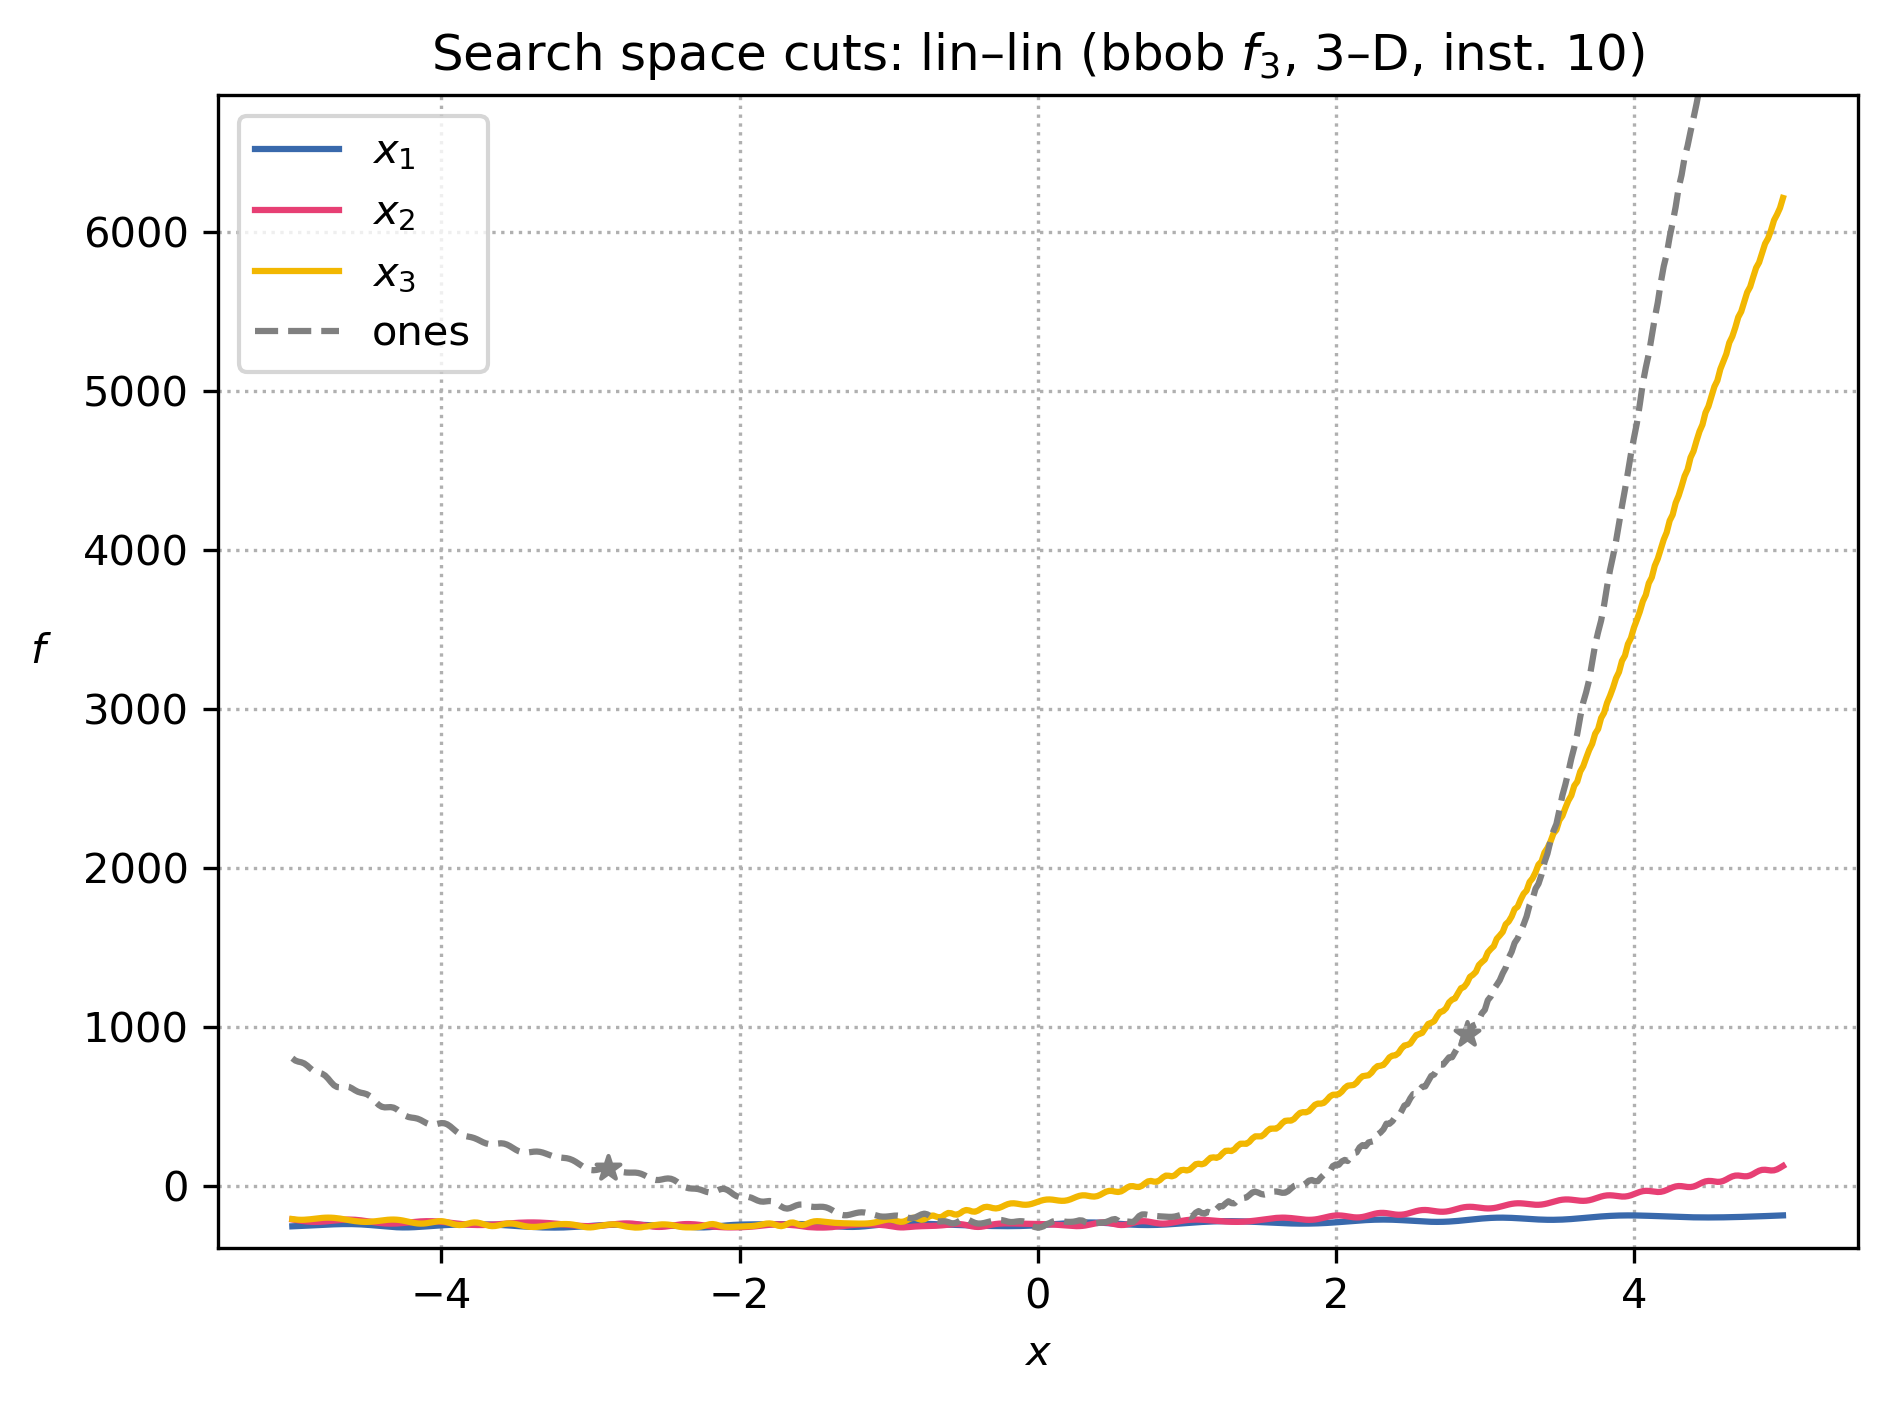 Search space cuts: lin–lin (bbob f₃, 3–D, inst. 10)
x₁
x₂
x₃
ones
6000
5000
4000
3000
2000
1000
0
f
−4
−2
0
2
4
x